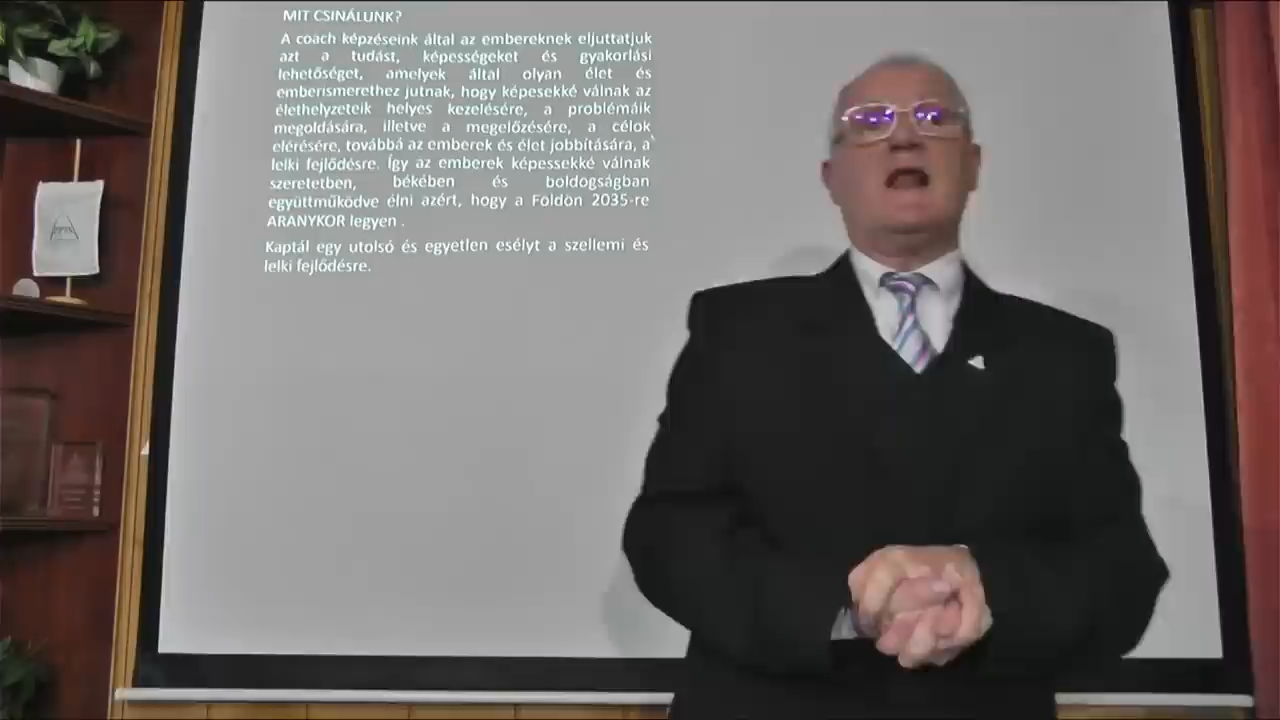 MIT CSINÁLUNK?
A coach képzéseink által az embereknek eljuttatjuk
azt a tudást, képességeket és gyakorlási
lehetőséget, amelyek által olyan élet és
emberismerethez jutnak, hogy képesekké válnak az
élethelyzeteik helyes kezelésére, a problémáik
megoldására, illetve a megelőzésére, a célok
elérésére, továbbá az emberek és élet jobbítására, a
lelki fejlődésre. Így az emberek képessekké válnak
szeretetben, békében és boldogságban
együttműködve élni azért, hogy a Földön 2035-re
ARANYKOR legyen .
Kaptál egy utolsó és egyetlen esélyt a szellemi és
lelki fejlődésre.